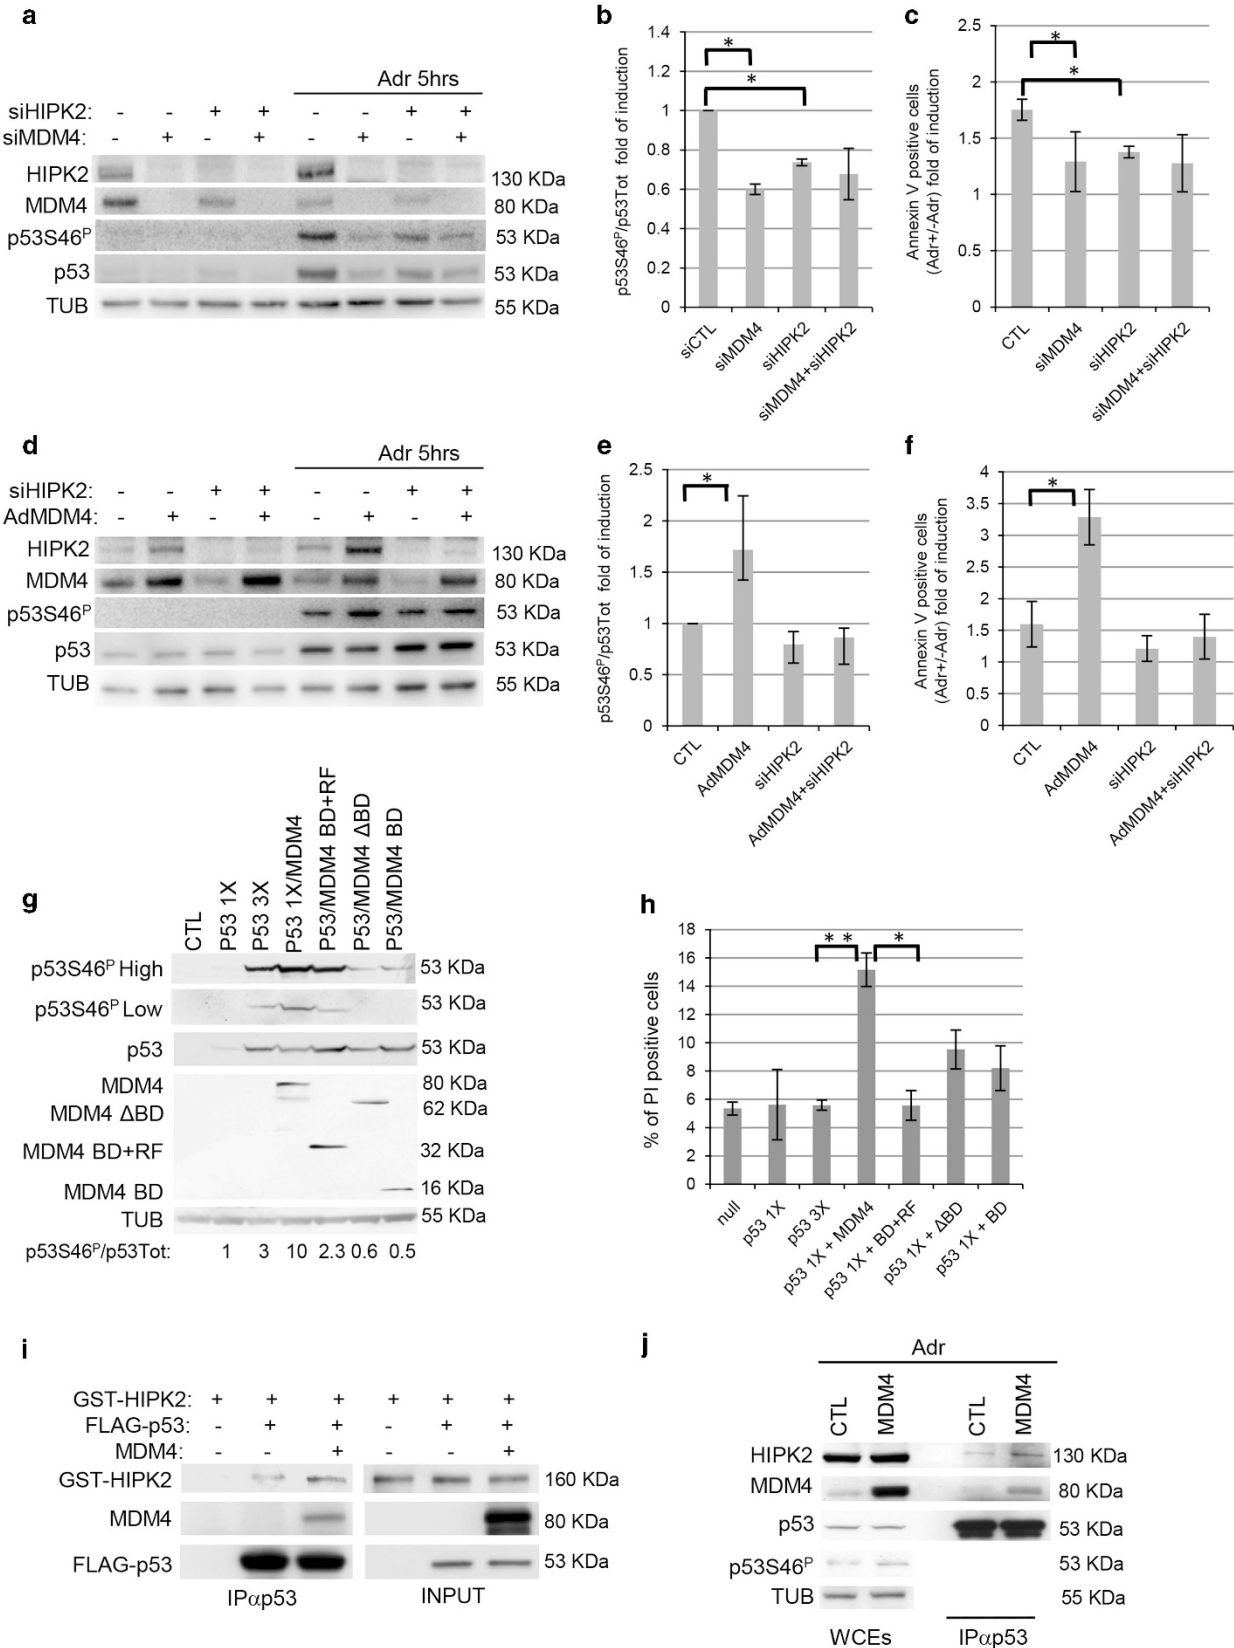 a
Adr 5hrs
siHIPK2: - - + + - - + +
siMDM4: - + - + - + - +
HIPK2 130 KDa
MDM4 80 KDa
p53S46ᴾ 53 KDa
p53 53 KDa
TUB 55 KDa
b
p53S46ᴾ/p53Tot fold of induction
1.4
1.2
1
0.8
0.6
0.4
0.2
0
*
*
siCTL
siMDM4
siHIPK2
siMDM4+siHIPK2
c
Annexin V positive cells
(Adr+/-Adr) fold of induction
2.5
2
1.5
1
0.5
0
*
*
CTL
siMDM4
siHIPK2
siMDM4+siHIPK2
d
Adr 5hrs
siHIPK2: - - + + - - + +
AdMDM4: - + - + - + - +
HIPK2 130 KDa
MDM4 80 KDa
p53S46ᴾ 53 KDa
p53 53 KDa
TUB 55 KDa
e
p53S46ᴾ/p53Tot fold of induction
2.5
2
1.5
1
0.5
0
*
CTL
AdMDM4
siHIPK2
AdMDM4+siHIPK2
f
Annexin V positive cells
(Adr+/-Adr) fold of induction
4
3.5
3
2.5
2
1.5
1
0.5
0
*
CTL
AdMDM4
siHIPK2
AdMDM4+siHIPK2
g
CTL
P53 1X
P53 3X
P53 1X/MDM4
P53/MDM4 BD+RF
P53/MDM4 ΔBD
P53/MDM4 BD
p53S46ᴾ High 53 KDa
p53S46ᴾ Low 53 KDa
p53 53 KDa
MDM4 80 KDa
MDM4 ΔBD 62 KDa
MDM4 BD+RF 32 KDa
MDM4 BD 16 KDa
TUB 55 KDa
p53S46ᴾ/p53Tot: 1 3 10 2.3 0.6 0.5
h
% of PI positive cells
18
16
14
12
10
8
6
4
2
0
* *
*
null
p53 1X
p53 3X
p53 1X + MDM4
p53 1X + BD+RF
p53 1X + ΔBD
p53 1X + BD
i
GST-HIPK2: + + + + + +
FLAG-p53: - + + - + +
MDM4: - - + - - +
GST-HIPK2 160 KDa
MDM4 80 KDa
FLAG-p53 53 KDa
IPαp53 INPUT
j
Adr
CTL
MDM4
CTL
MDM4
HIPK2 130 KDa
MDM4 80 KDa
p53 53 KDa
p53S46ᴾ 53 KDa
TUB 55 KDa
WCEs IPαp53